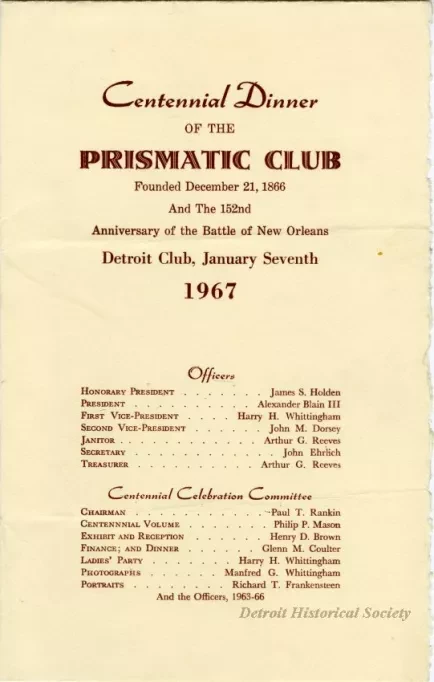 Centennial Dinner
OF THE
PRISMATIC CLUB
Founded December 21, 1866
And The 152nd
Anniversary of the Battle of New Orleans
Detroit Club, January Seventh
1967
Officers
HONORARY PRESIDENT . . . . . . . James S. Holden
PRESIDENT . . . . . . . . . . . Alexander Blain III
FIRST VICE-PRESIDENT . . . . Harry H. Whittingham
SECOND VICE-PRESIDENT . . . . . . John M. Dorsey
JANITOR . . . . . . . . . . . . Arthur G. Reeves
SECRETARY . . . . . . . . . . . . John Ehrlich
TREASURER . . . . . . . . . . Arthur G. Reeves
Centennial Celebration Committee
CHAIRMAN . . . . . . . . . . . Paul T. Rankin
CENTENNNIAL VOLUME . . . . . . . Philip P. Mason
EXHIBIT AND RECEPTION . . . . . . Henry D. Brown
FINANCE; AND DINNER . . . . . . Glenn M. Coulter
LADIES' PARTY . . . . . . . Harry H. Whittingham
PHOTOGRAPHS . . . . . . Manfred G. Whittingham
PORTRAITS . . . . . . . . Richard T. Frankensteen
And the Officers, 1963-66
Detroit Historical Society